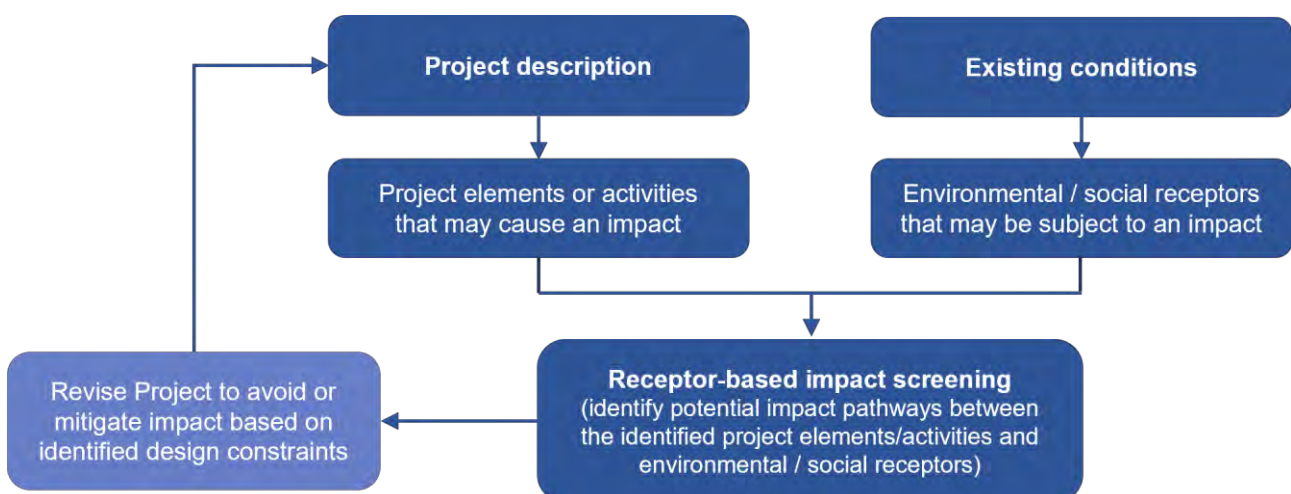 Project description
Existing conditions
Project elements or activities
that may cause an impact
Environmental / social receptors
that may be subject to an impact
Revise Project to avoid or
mitigate impact based on
identified design constraints
Receptor-based impact screening
(identify potential impact pathways between
the identified project elements/activities and
environmental / social receptors)